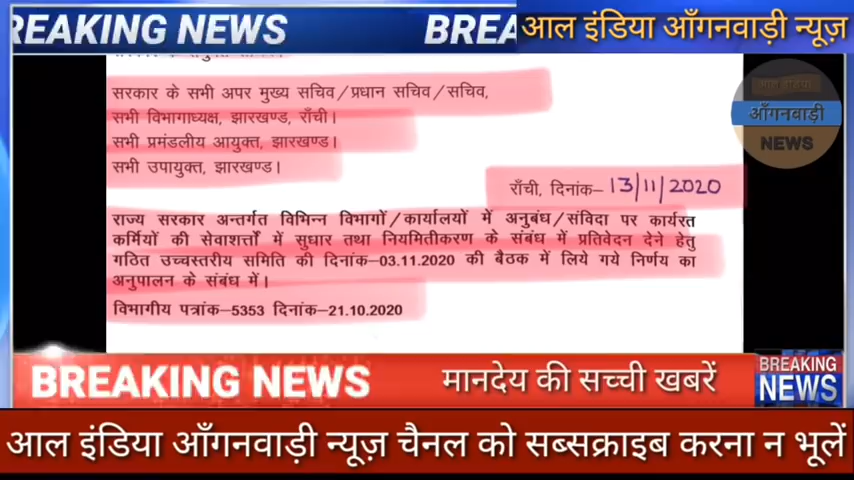 READING NEWS
BREA
आल इंडिया आँगनवाड़ी न्यूज़
सरकार के सभी अपर मुख्य सचिव/प्रधान सचिव/सचिव,
सभी विभागाध्यक्ष, झारखण्ड, राँची।
सभी प्रमंडलीय आयुक्त, झारखण्ड।
सभी उपायुक्त, झारखण्ड।
आल इंडिया
आँगनवाड़ी
NEWS
राँची, दिनांक– 13/11/2020
राज्य सरकार अन्तर्गत विभिन्न विभागों/कार्यालयों में अनुबंध/संविदा पर कार्यरत
कर्मियों की सेवाशर्त्तों में सुधार तथा नियमितीकरण के संबंध में प्रतिवेदन देने हेतु
गठित उच्चस्तरीय समिति की दिनांक–03.11.2020 की बैठक में लिये गये निर्णय का
अनुपालन के संबंध में।
विभागीय पत्रांक–5353 दिनांक–21.10.2020
BREAKING NEWS
मानदेय की सच्ची खबरें
BREAKING
NEWS
आल इंडिया आँगनवाड़ी न्यूज़ चैनल को सब्सक्राइब करना न भूलें